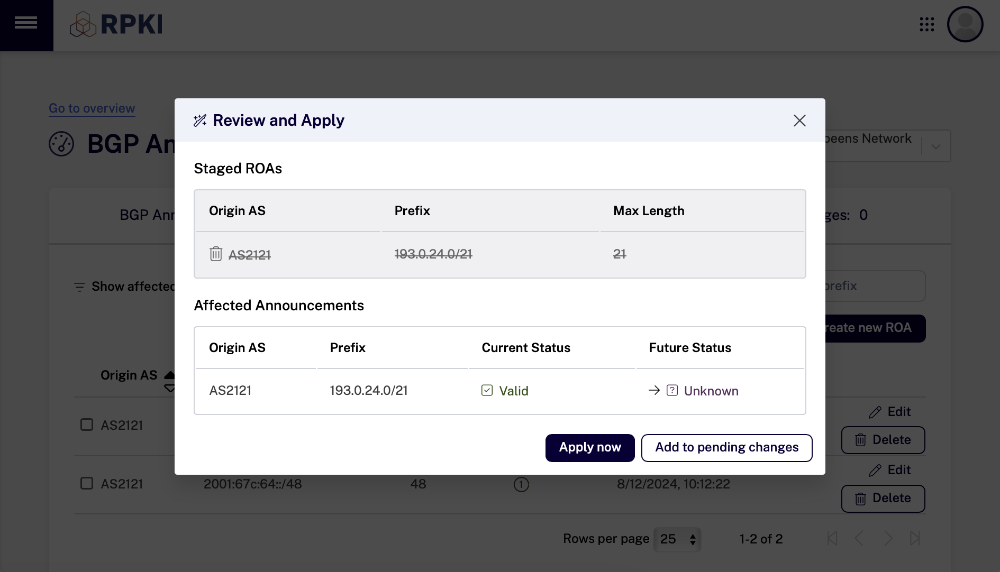 RPKI
Go to overview
BGP An
beens Network
BGP Ann
ges: 0
Show affected
prefix
reate new ROA
Review and Apply
Staged ROAs
Origin AS Prefix Max Length
AS2121 193.0.24.0/21 21
Affected Announcements
Origin AS Prefix Current Status Future Status
AS2121 193.0.24.0/21 Valid → ? Unknown
Apply now Add to pending changes
Origin AS
AS2121 Edit
Delete
AS2121 2001:67c:64::/48 48 1 8/12/2024, 10:12:22 Edit
Delete
Rows per page 25 1-2 of 2